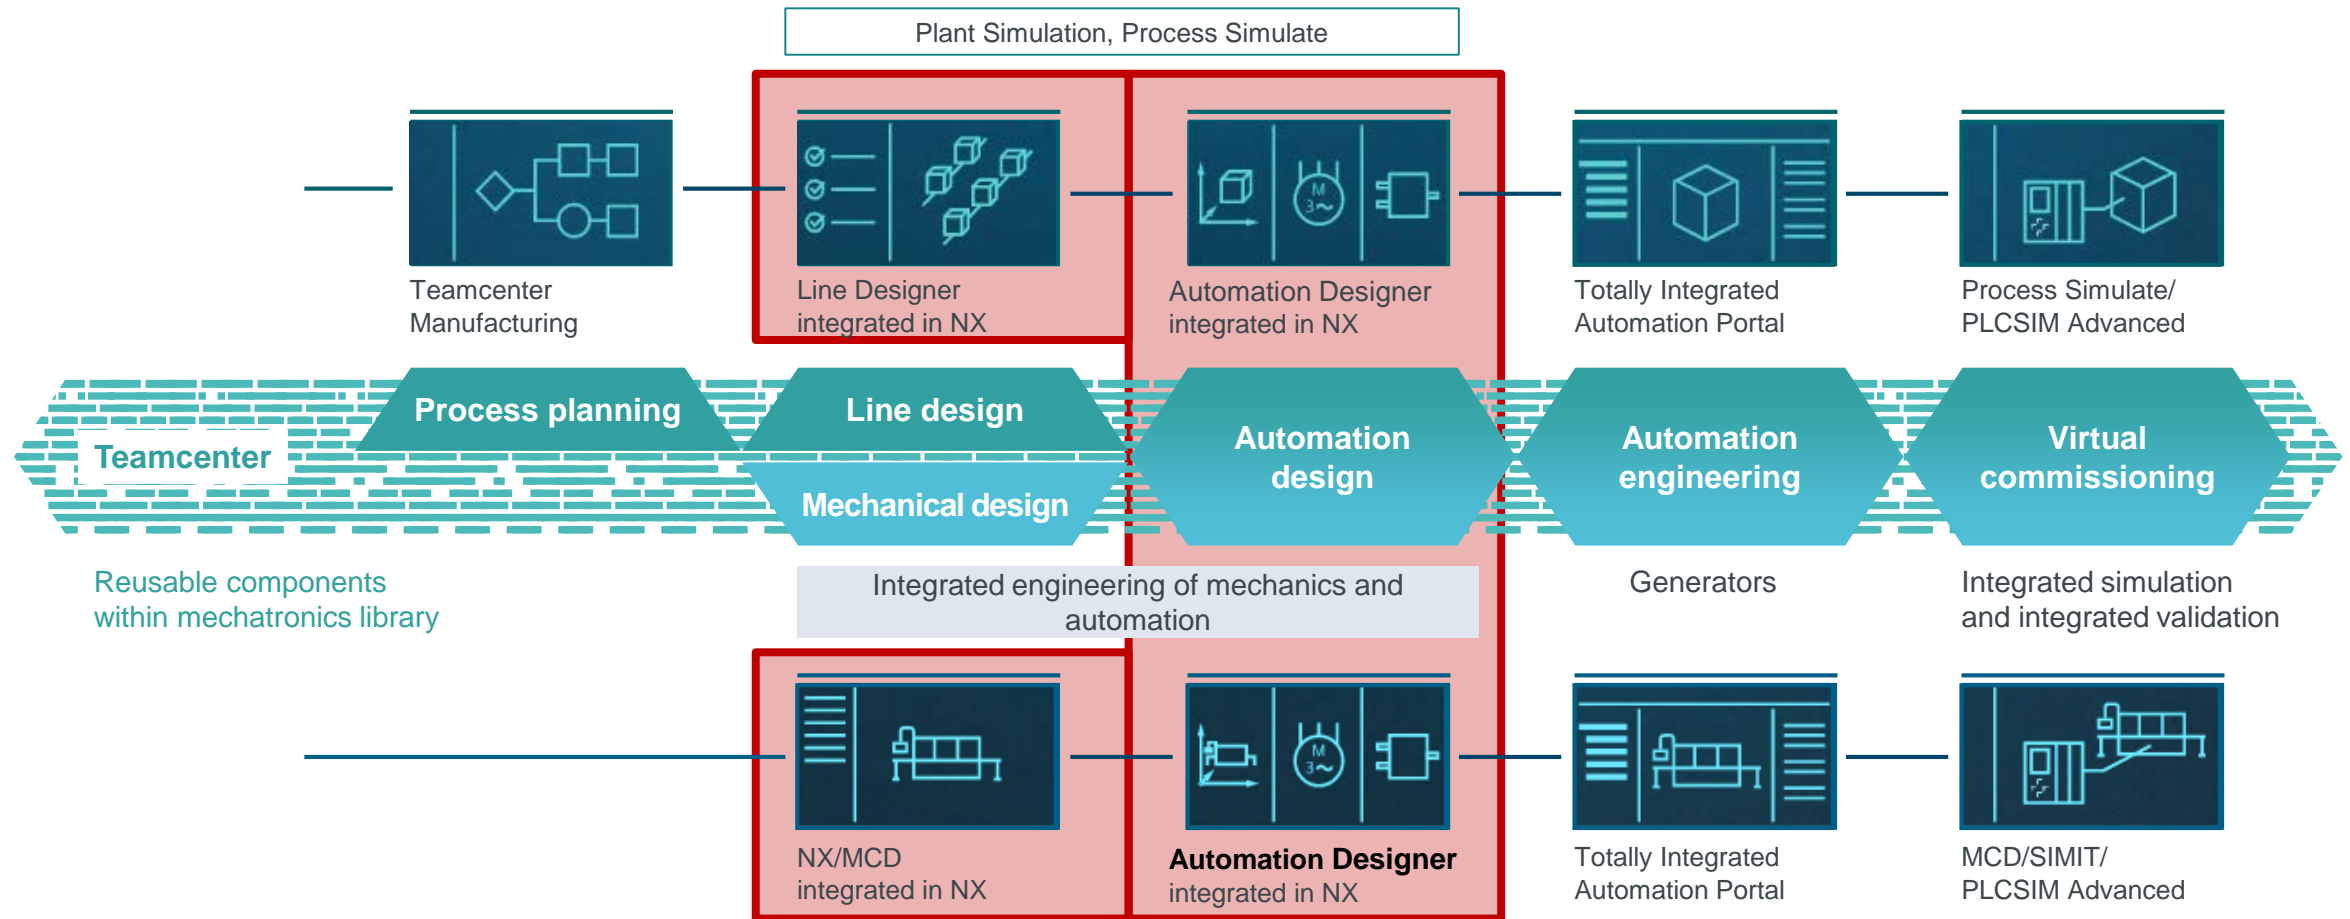 Plant Simulation, Process Simulate
Teamcenter
Manufacturing
Line Designer
integrated in NX
M
3~
Automation Designer
integrated in NX
Totally Integrated
Automation Portal
Process Simulate/
PLCSIM Advanced
Teamcenter
Process planning
Line design
Mechanical design
Automation
design
Automation
engineering
Virtual
commissioning
Reusable components
within mechatronics library
Integrated engineering of mechanics and
automation
Generators
Integrated simulation
and integrated validation
NX/MCD
integrated in NX
M
3~
Automation Designer
integrated in NX
Totally Integrated
Automation Portal
MCD/SIMIT/
PLCSIM Advanced